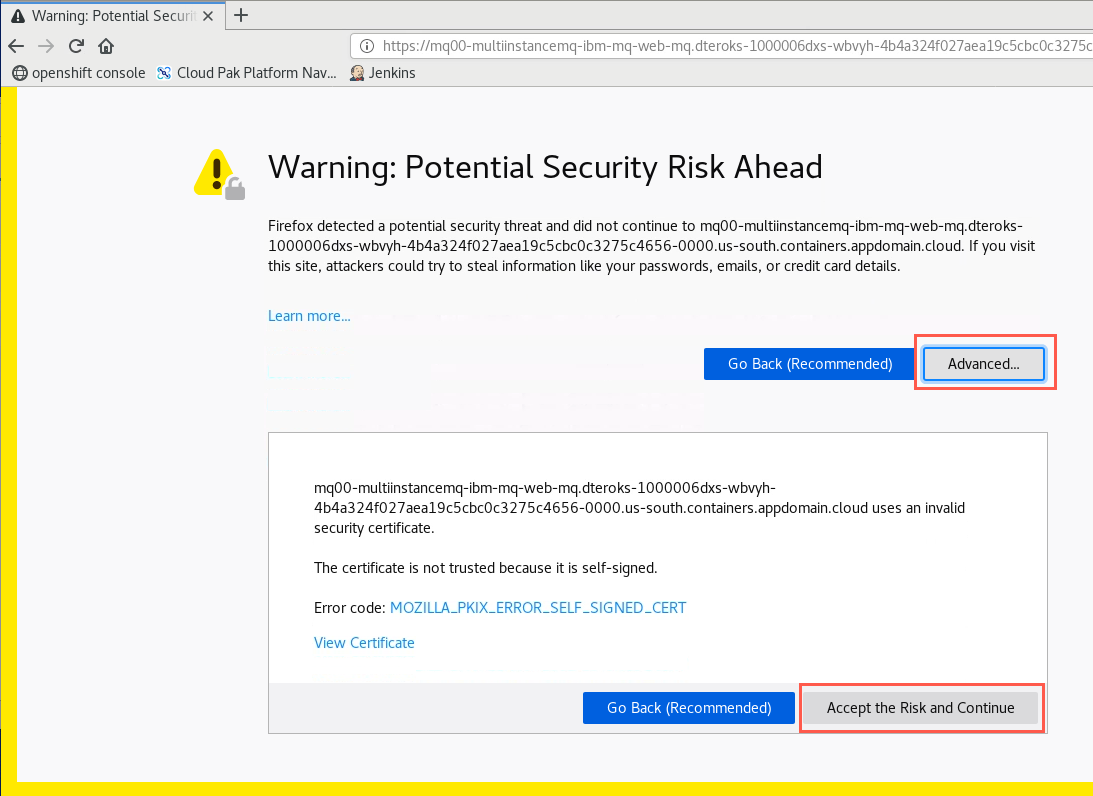 Warning: Potential Securi
https://mq00-multiinstancemq-ibm-mq-web-mq.dteroks-1000006dxs-wbvyh-4b4a324f027aea19c5cbc0c3275c
openshift console Cloud Pak Platform Nav... Jenkins
Warning: Potential Security Risk Ahead
Firefox detected a potential security threat and did not continue to mq00-multiinstancemq-ibm-mq-web-mq.dteroks-
1000006dxs-wbvyh-4b4a324f027aea19c5cbc0c3275c4656-0000.us-south.containers.appdomain.cloud. If you visit
this site, attackers could try to steal information like your passwords, emails, or credit card details.
Learn more...
Go Back (Recommended) Advanced...
mq00-multiinstancemq-ibm-mq-web-mq.dteroks-1000006dxs-wbvyh-
4b4a324f027aea19c5cbc0c3275c4656-0000.us-south.containers.appdomain.cloud uses an invalid
security certificate.
The certificate is not trusted because it is self-signed.
Error code: MOZILLA_PKIX_ERROR_SELF_SIGNED_CERT
View Certificate
Go Back (Recommended) Accept the Risk and Continue